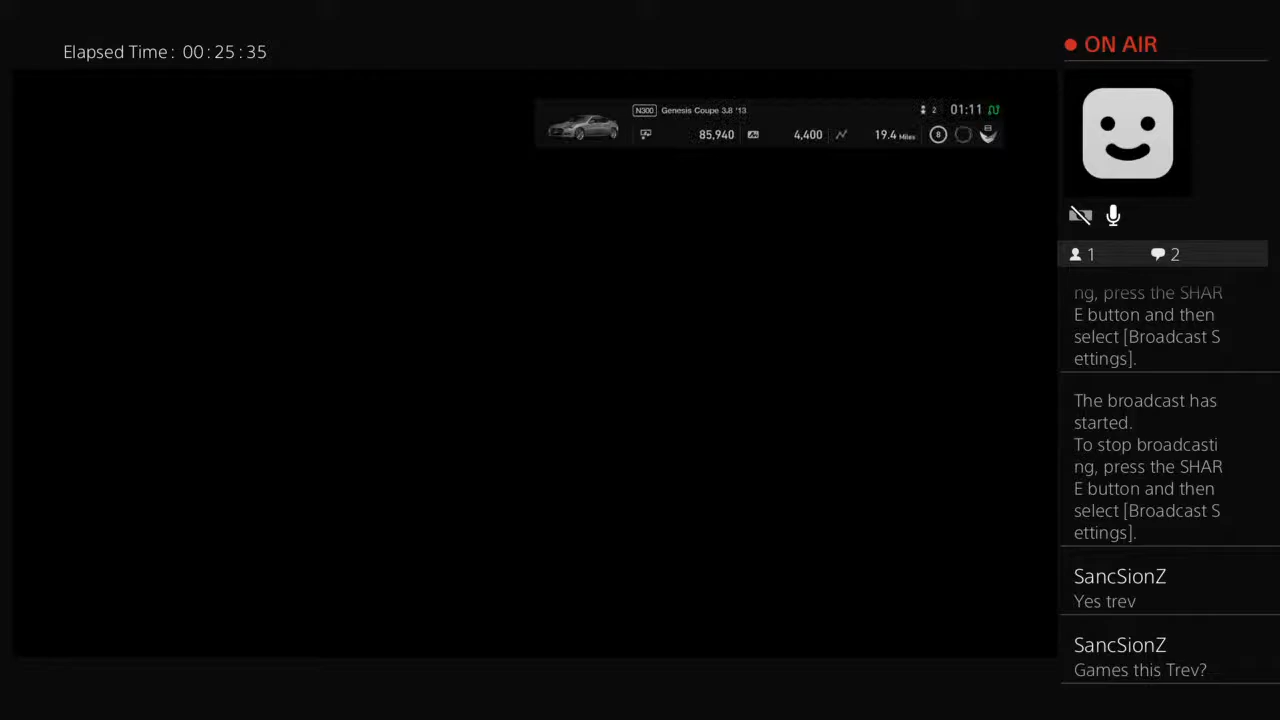 Elapsed Time: 00:25:35
ON AIR
N300 Genesis Coupe 3.8 '13
2 01:11
85,940 4,400 19.4 Miles B
1 2
ng, press the SHAR
E button and then
select [Broadcast S
ettings].
The broadcast has
started.
To stop broadcasti
ng, press the SHAR
E button and then
select [Broadcast S
ettings].
SancSionZ
Yes trev
SancSionZ
Games this Trev?